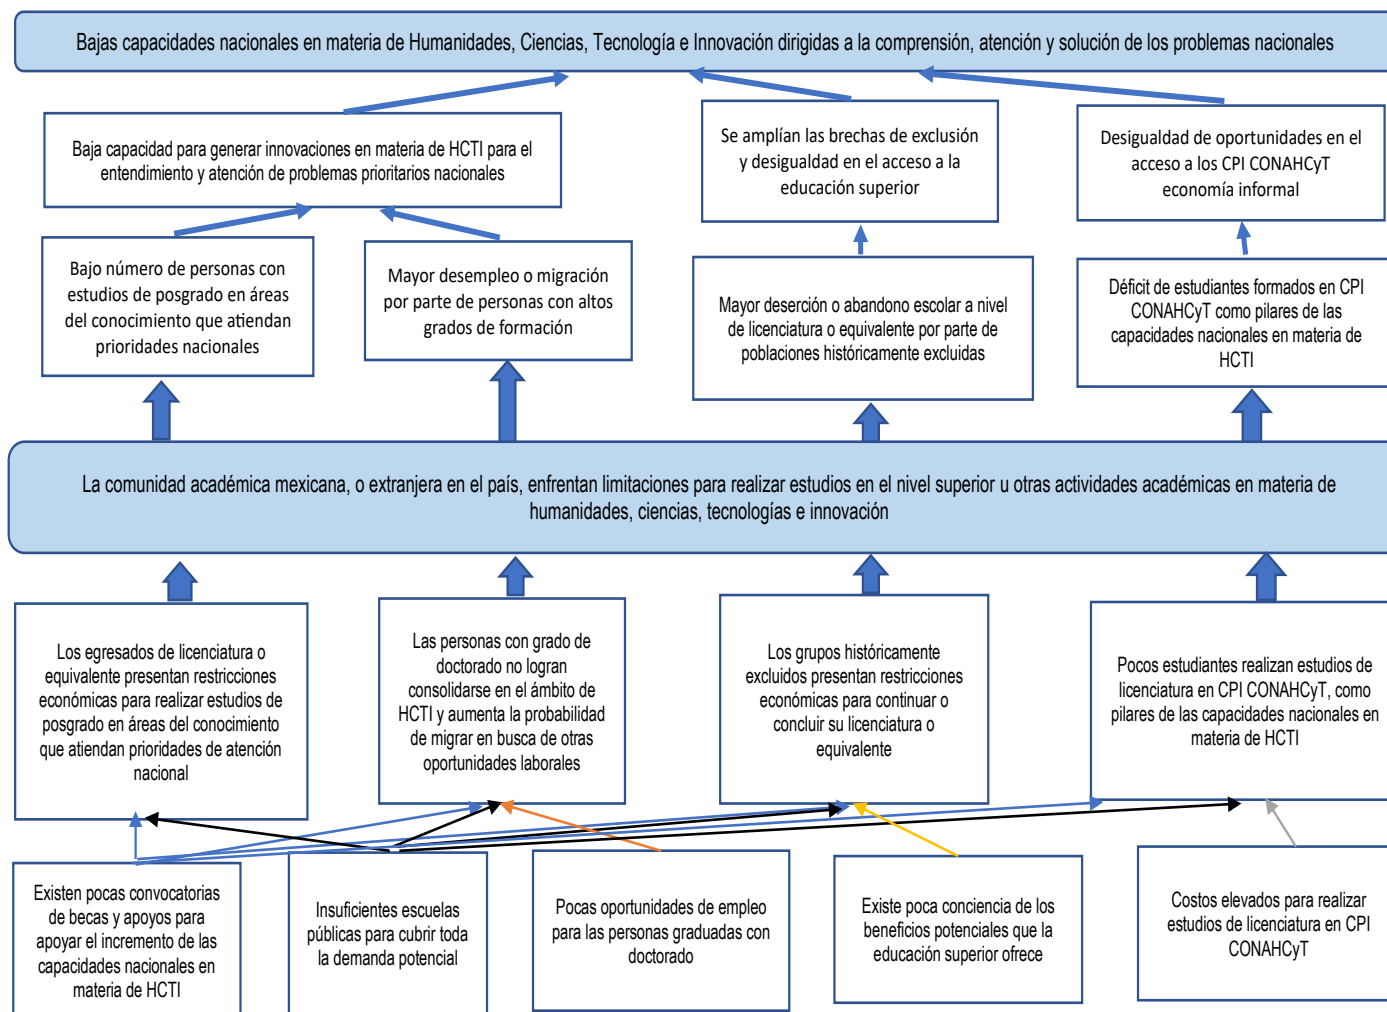 Bajas capacidades nacionales en materia de Humanidades, Ciencias, Tecnología e Innovación dirigidas a la comprensión, atención y solución de los problemas nacionales
Baja capacidad para generar innovaciones en materia de HCTI para el
entendimiento y atención de problemas prioritarios nacionales
Se amplían las brechas de exclusión
y desigualdad en el acceso a la
educación superior
Desigualdad de oportunidades en el
acceso a los CPI CONAHCyT
economía informal
Bajo número de personas con
estudios de posgrado en áreas
del conocimiento que atiendan
prioridades nacionales
Mayor desempleo o migración
por parte de personas con altos
grados de formación
Mayor deserción o abandono escolar a nivel
de licenciatura o equivalente por parte de
poblaciones históricamente excluidas
Déficit de estudiantes formados en CPI
CONAHCyT como pilares de las
capacidades nacionales en materia de
HCTI
La comunidad académica mexicana, o extranjera en el país, enfrentan limitaciones para realizar estudios en el nivel superior u otras actividades académicas en materia de
humanidades, ciencias, tecnologías e innovación
Los egresados de licenciatura o
equivalente presentan restricciones
económicas para realizar estudios de
posgrado en áreas del conocimiento
que atiendan prioridades de atención
nacional
Las personas con grado de
doctorado no logran
consolidarse en el ámbito de
HCTI y aumenta la probabilidad
de migrar en busca de otras
oportunidades laborales
Los grupos históricamente
excluidos presentan restricciones
económicas para continuar o
concluir su licenciatura o
equivalente
Pocos estudiantes realizan estudios de
licenciatura en CPI CONAHCyT, como
pilares de las capacidades nacionales en
materia de HCTI
Existen pocas convocatorias
de becas y apoyos para
apoyar el incremento de las
capacidades nacionales en
materia de HCTI
Insuficientes escuelas
públicas para cubrir toda
la demanda potencial
Pocas oportunidades de empleo
para las personas graduadas con
doctorado
Existe poca conciencia de los
beneficios potenciales que la
educación superior ofrece
Costos elevados para realizar
estudios de licenciatura en CPI
CONAHCyT